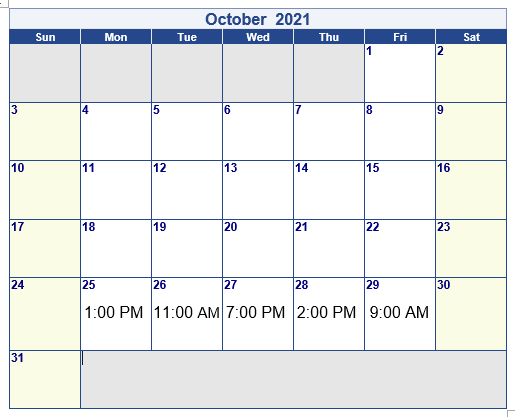 October 2021
Sun Mon Tue Wed Thu Fri Sat
1 2
3 4 5 6 7 8 9
10 11 12 13 14 15 16
17 18 19 20 21 22 23
24 25 26 27 28 29 30
1:00 PM 11:00 AM 7:00 PM 2:00 PM 9:00 AM
31